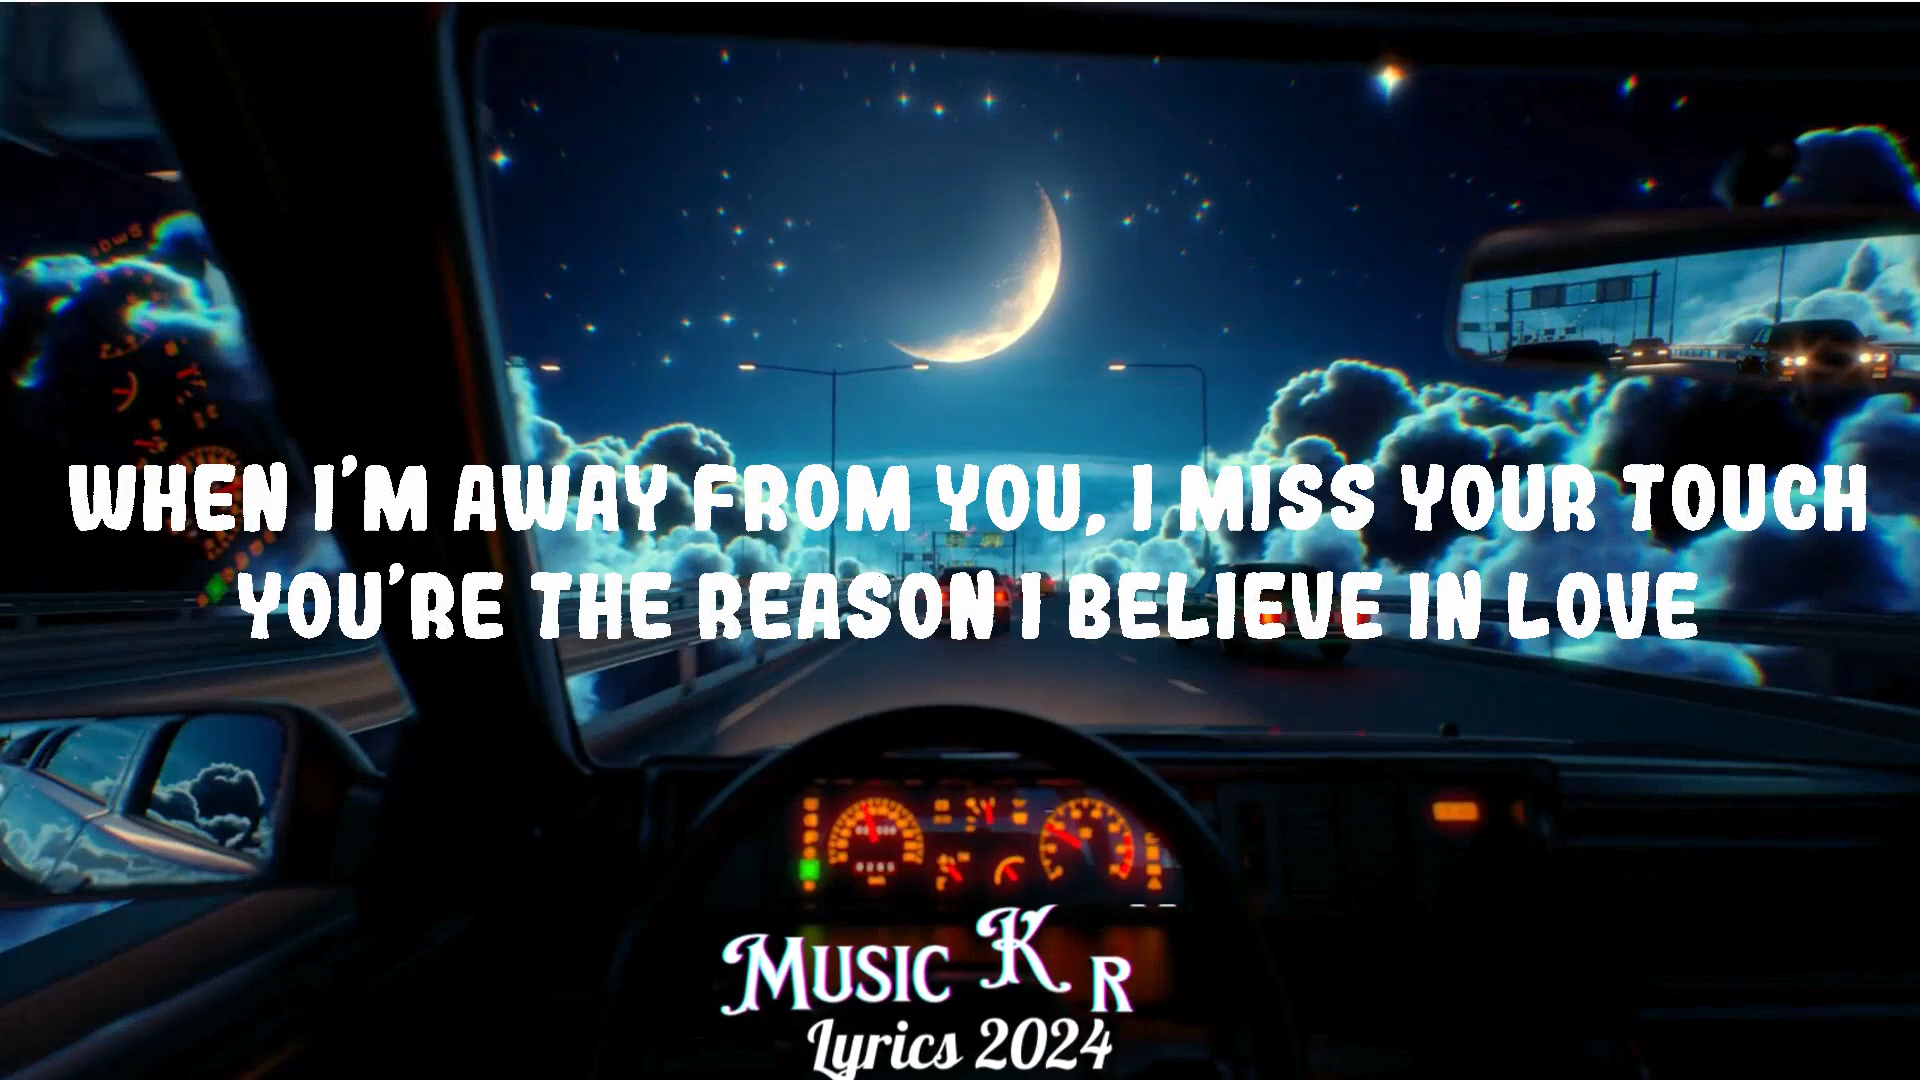 WHEN I'M AWAY FROM YOU, I MISS YOUR TOUCH
YOU'RE THE REASON I BELIEVE IN LOVE
MUSIC K R
Lyrics 2024